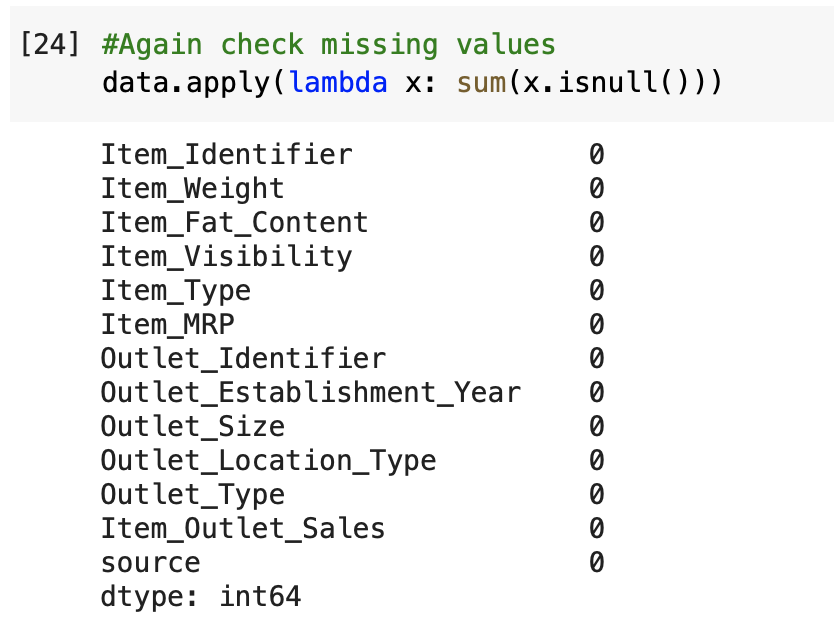 [24] #Again check missing values
data.apply(lambda x: sum(x.isnull()))
Item_Identifier 0
Item_Weight 0
Item_Fat_Content 0
Item_Visibility 0
Item_Type 0
Item_MRP 0
Outlet_Identifier 0
Outlet_Establishment_Year 0
Outlet_Size 0
Outlet_Location_Type 0
Outlet_Type 0
Item_Outlet_Sales 0
source 0
dtype: int64